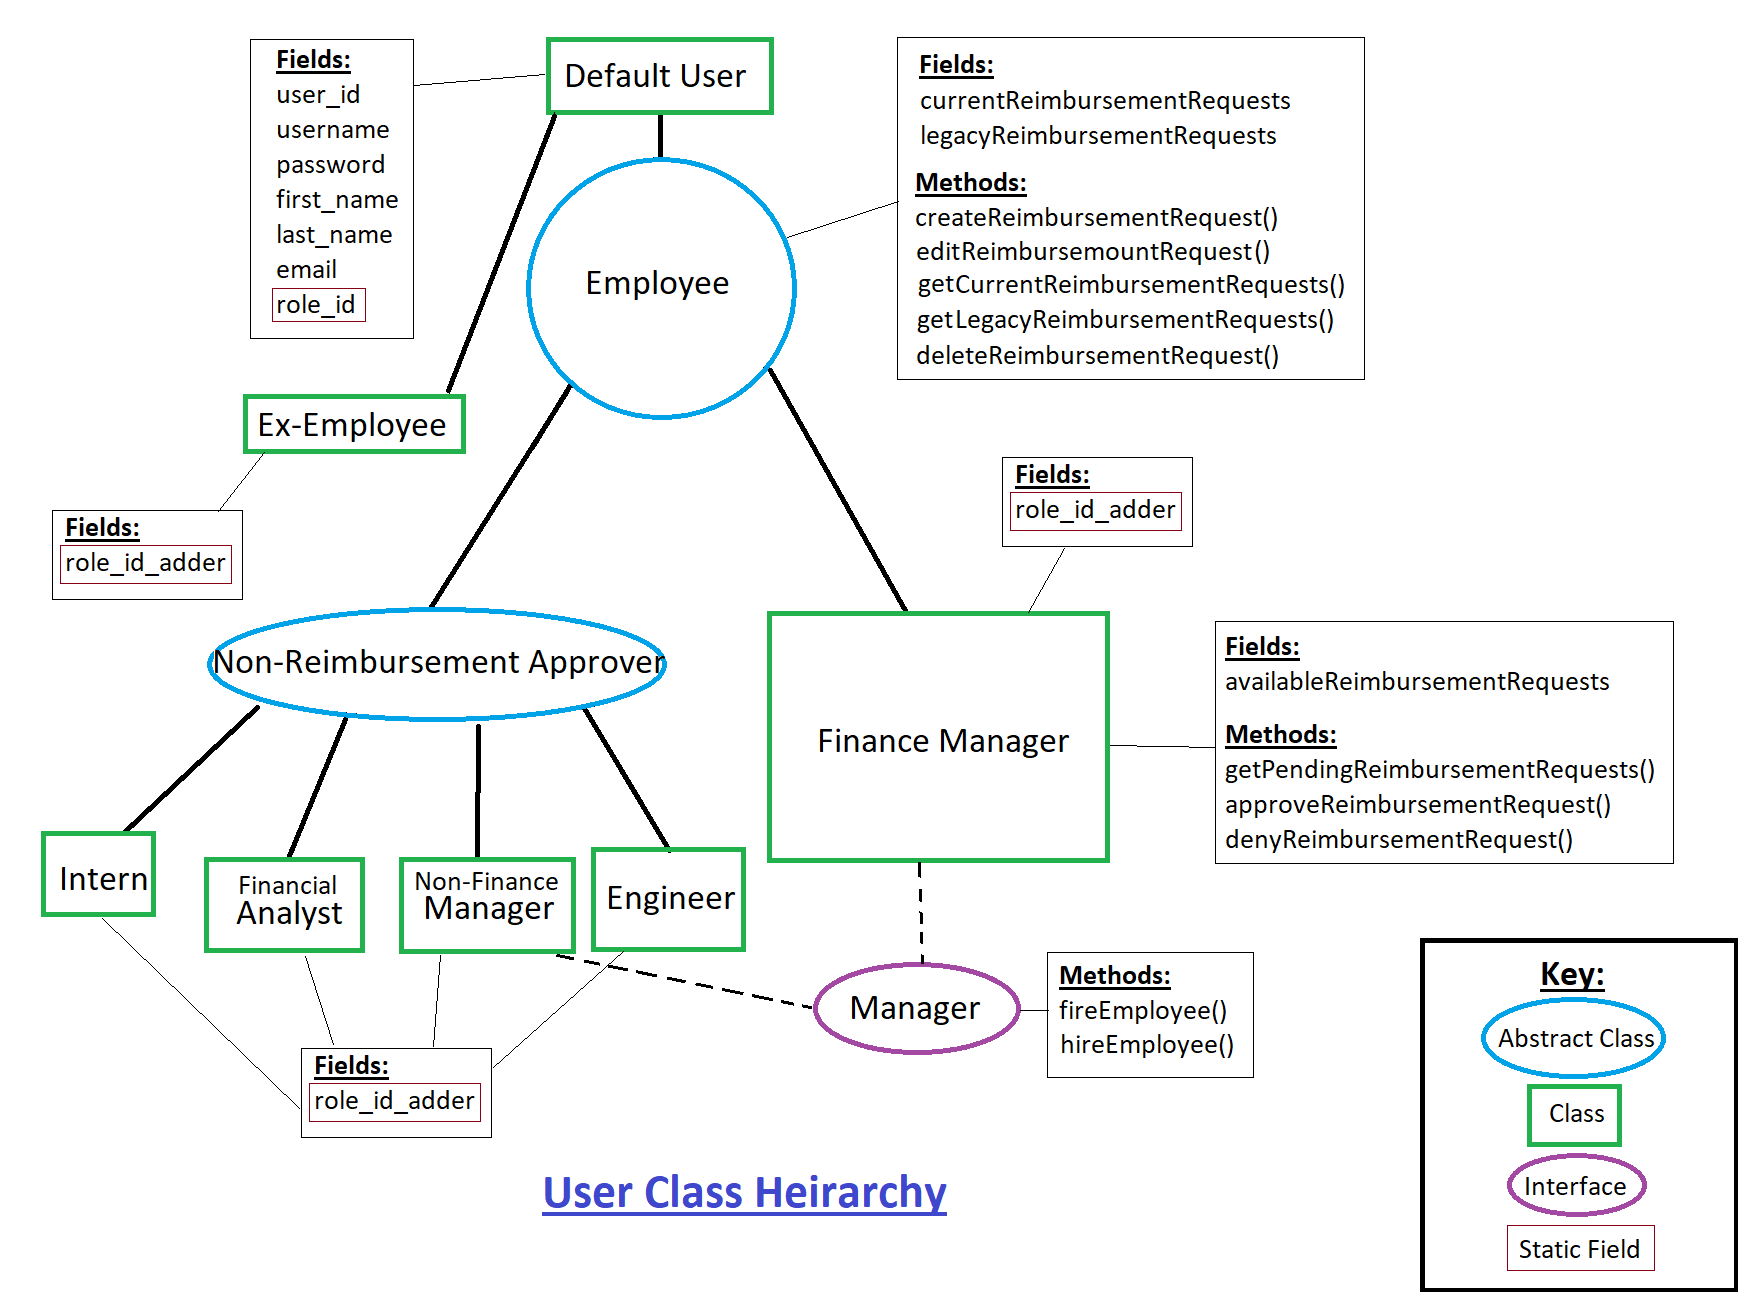 Fields:
user_id
username
password
first_name
last_name
email
role_id
Default User
Fields:
currentReimbursementRequests
legacyReimbursementRequests
Methods:
createReimbursementRequest()
editReimbursemountRequest()
getCurrentReimbursementRequests()
getLegacyReimbursementRequests()
deleteReimbursementRequest()
Employee
Ex-Employee
Fields:
role_id_adder
Fields:
role_id_adder
Non-Reimbursement Approver
Finance Manager
Fields:
availableReimbursementRequests
Methods:
getPendingReimbursementRequests()
approveReimbursementRequest()
denyReimbursementRequest()
Intern
Financial
Analyst
Non-Finance
Manager
Engineer
Manager
Methods:
fireEmployee()
hireEmployee()
Fields:
role_id_adder
User Class Heirarchy
Key:
Abstract Class
Class
Interface
Static Field